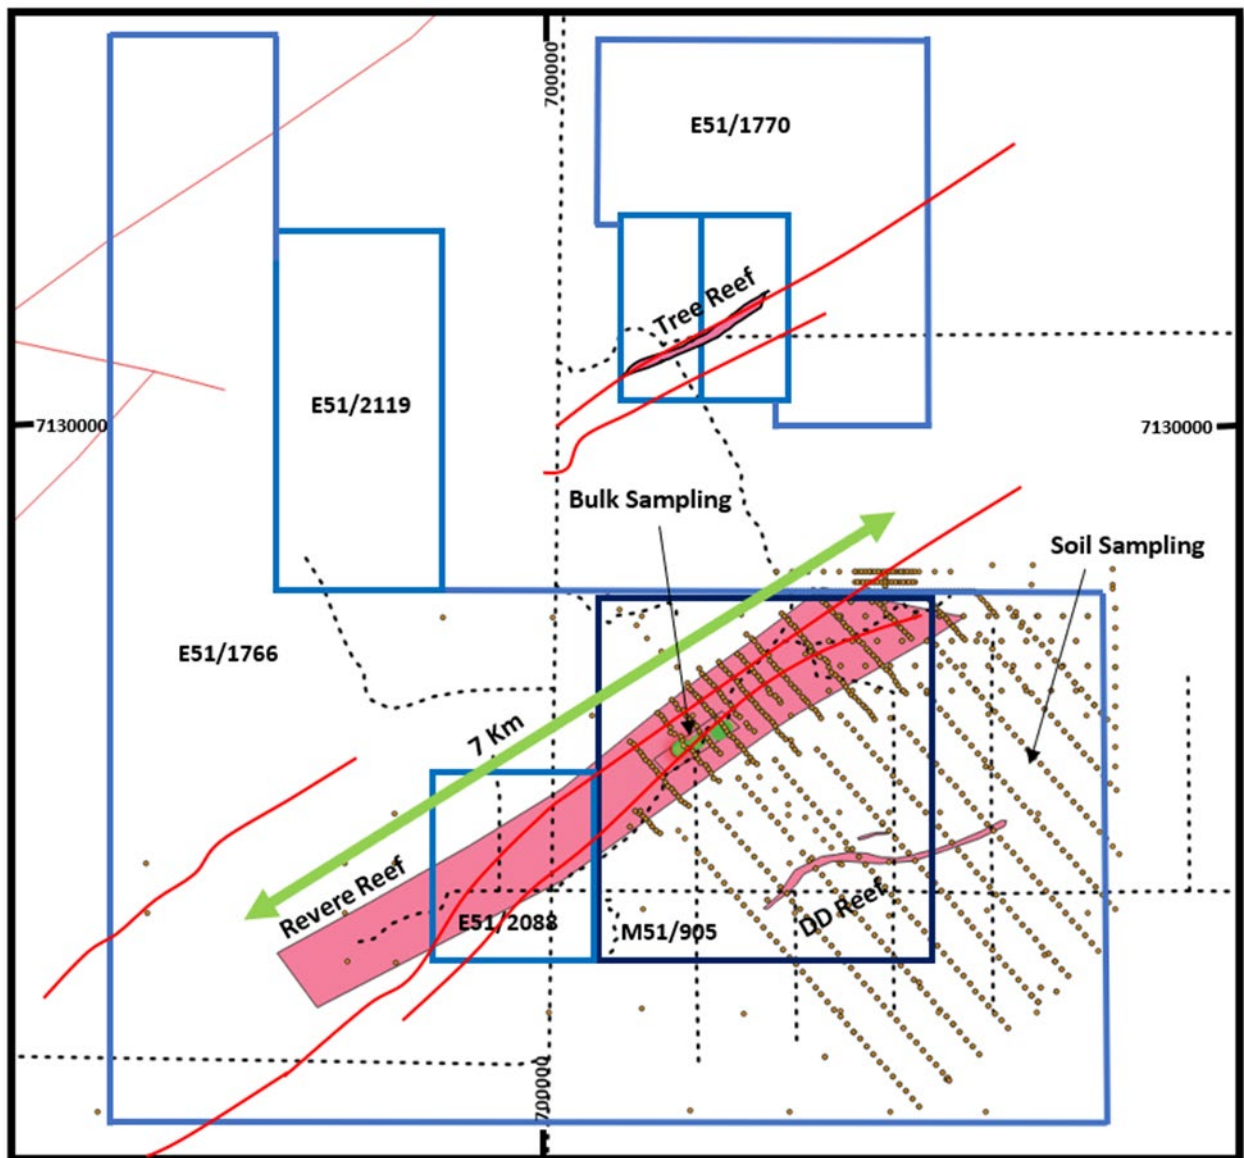 700000
E51/1770
Tree Reef
E51/2119
7130000
7130000
Bulk Sampling
Soil Sampling
E51/1766
7 Km
Revere Reef
E51/2088
M51/905
DD Reef
700000